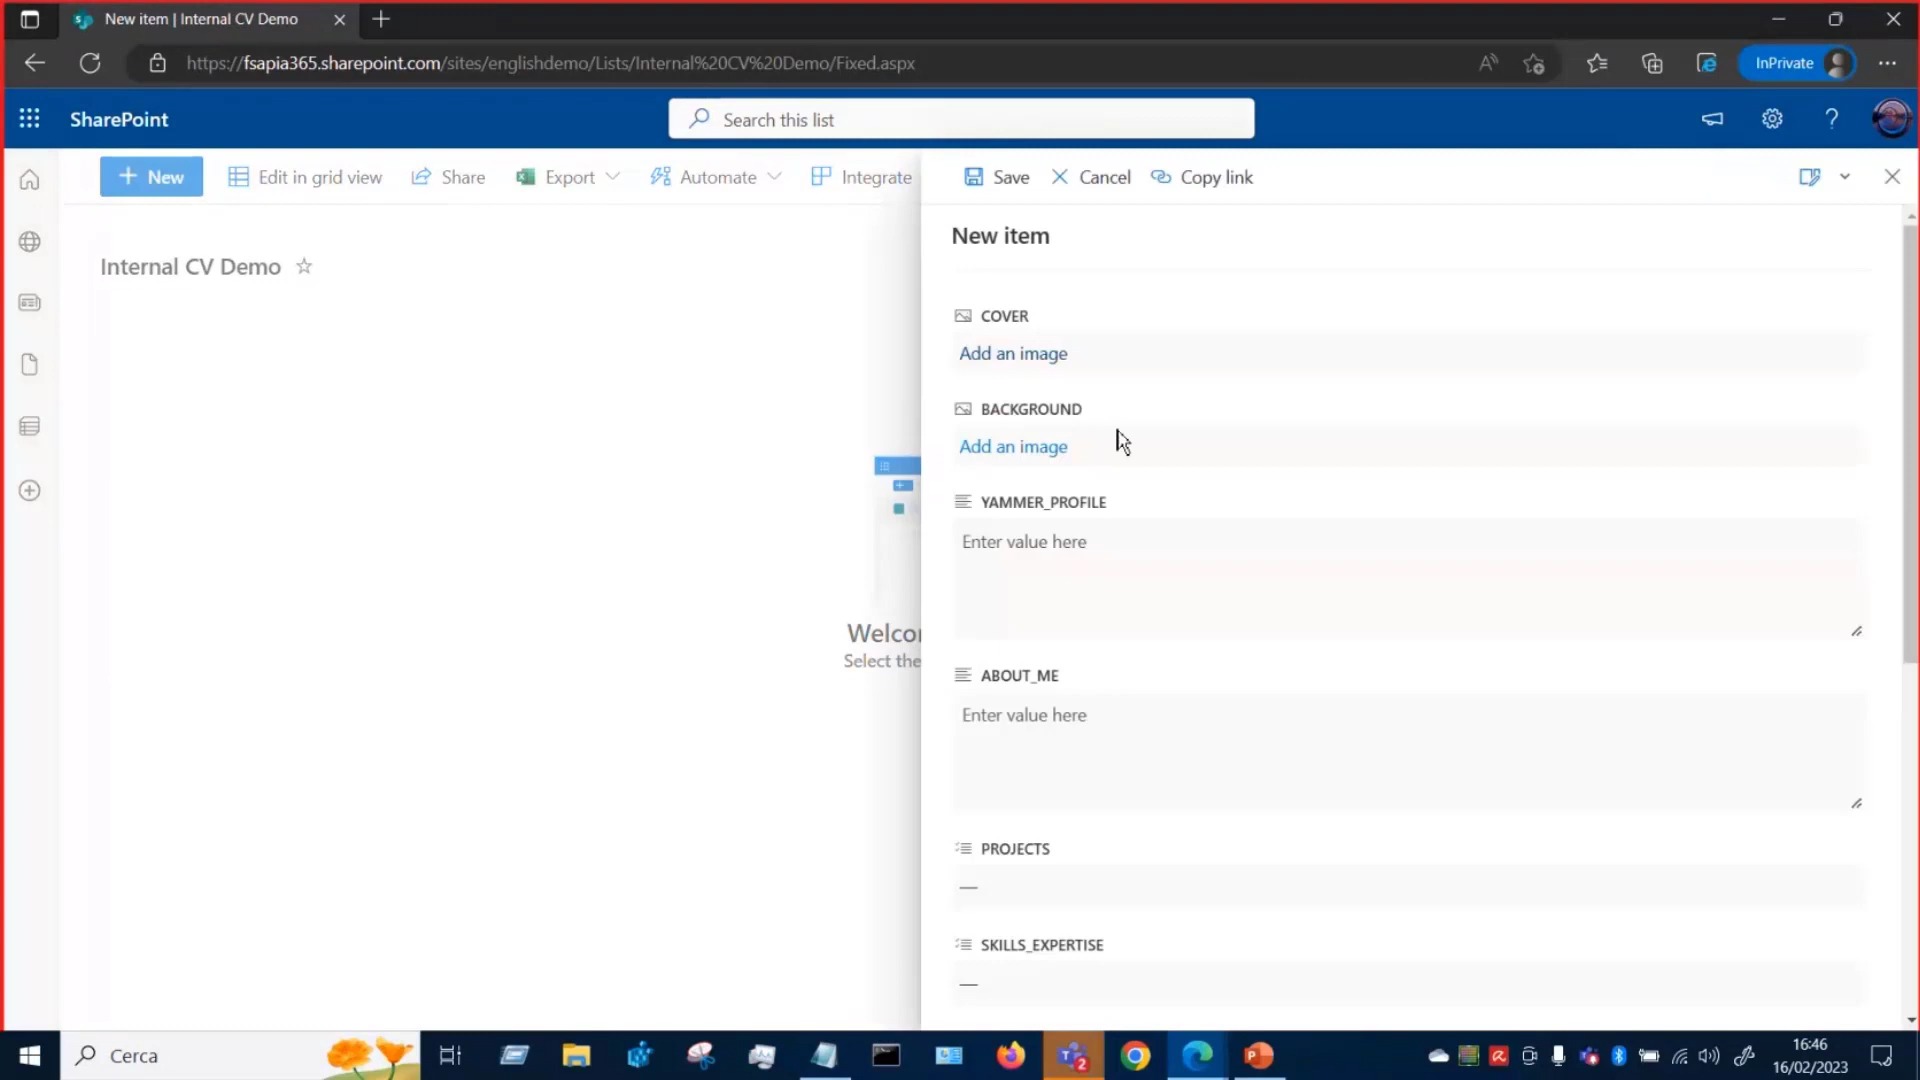 New item | Internal CV Demo
https://fsapia365.sharepoint.com/sites/englishdemo/Lists/Internal%20CV%20Demo/Fixed.aspx
InPrivate
SharePoint
Search this list
New
Edit in grid view
Share
Export
Automate
Integrate
Save
Cancel
Copy link
Internal CV Demo
Welcor
Select the
New item
COVER
Add an image
BACKGROUND
Add an image
YAMMER_PROFILE
Enter value here
ABOUT_ME
Enter value here
PROJECTS
—
SKILLS_EXPERTISE
—
Cerca
2
16:46
16/02/2023